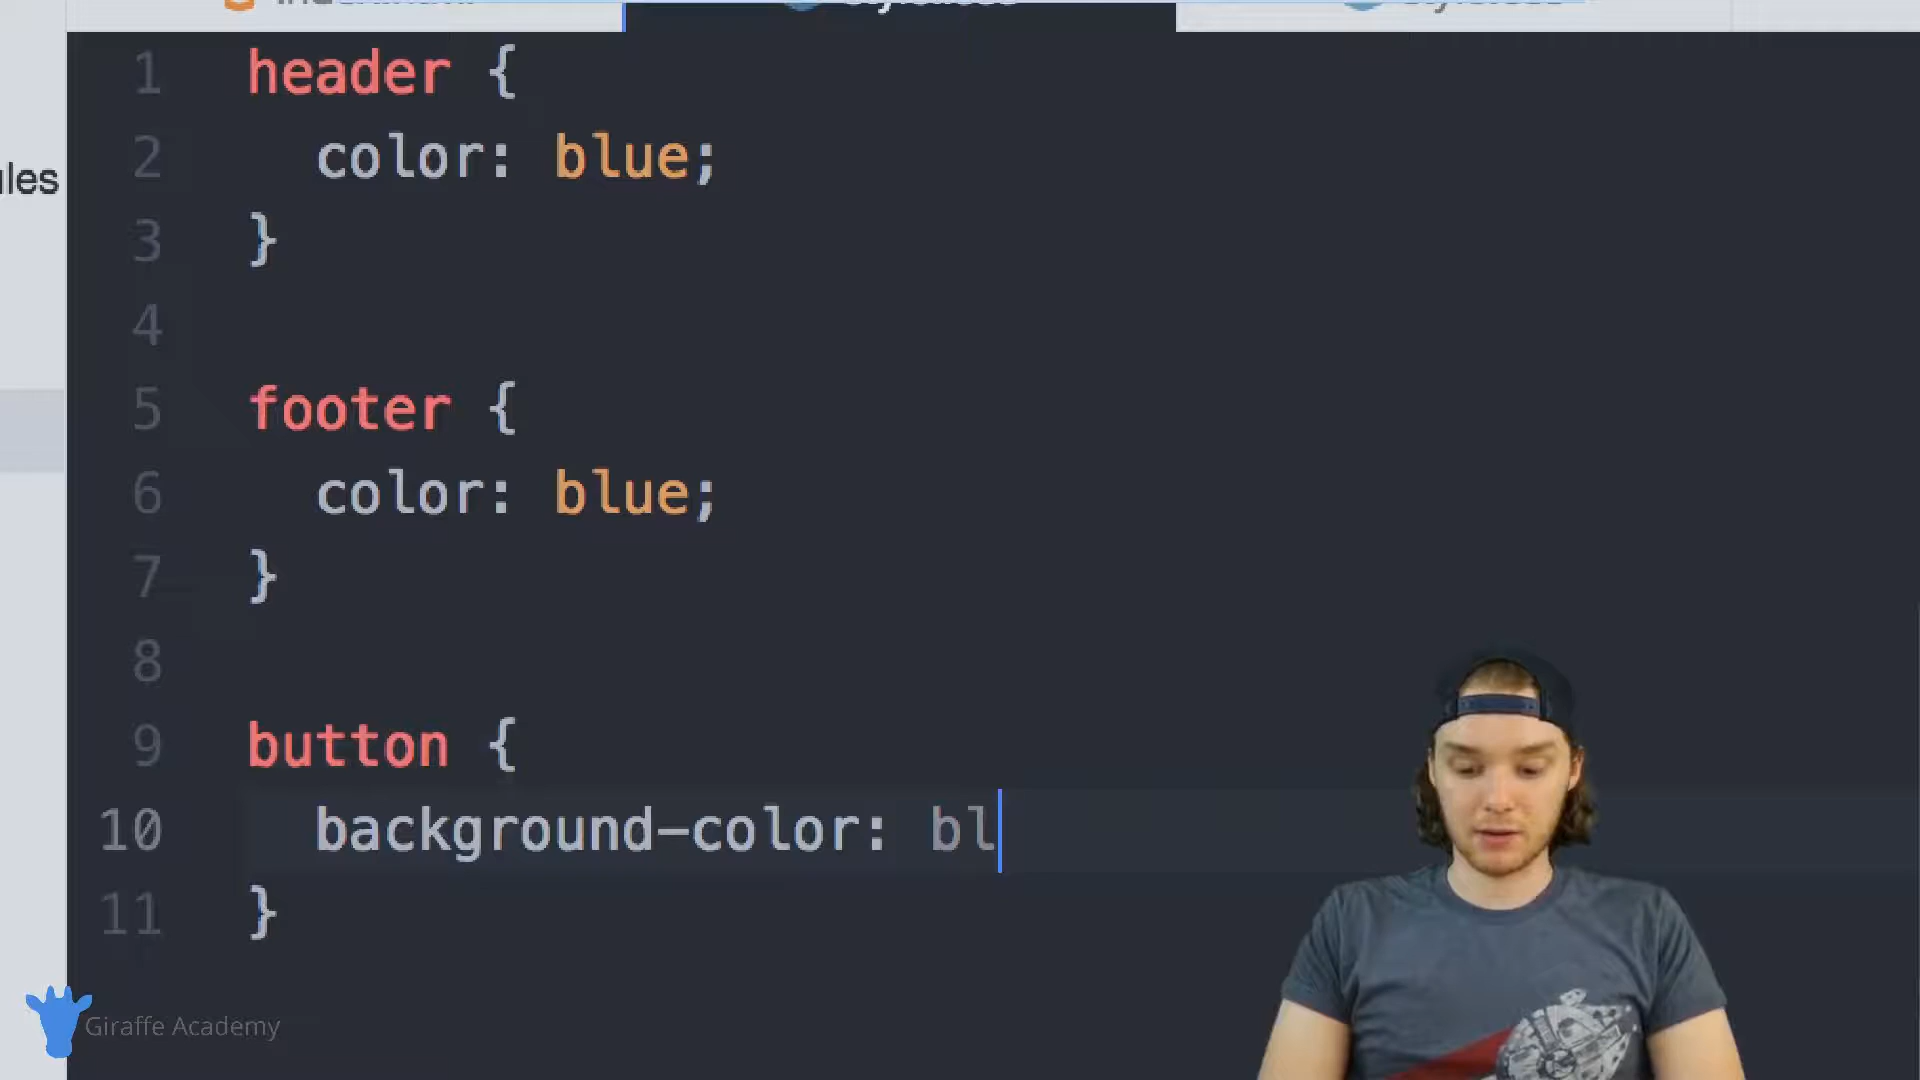 1 header {
2 color: blue;
3 }
4
5 footer {
6 color: blue;
7 }
8
9 button {
10 background-color: bl
11 }
Giraffe Academy